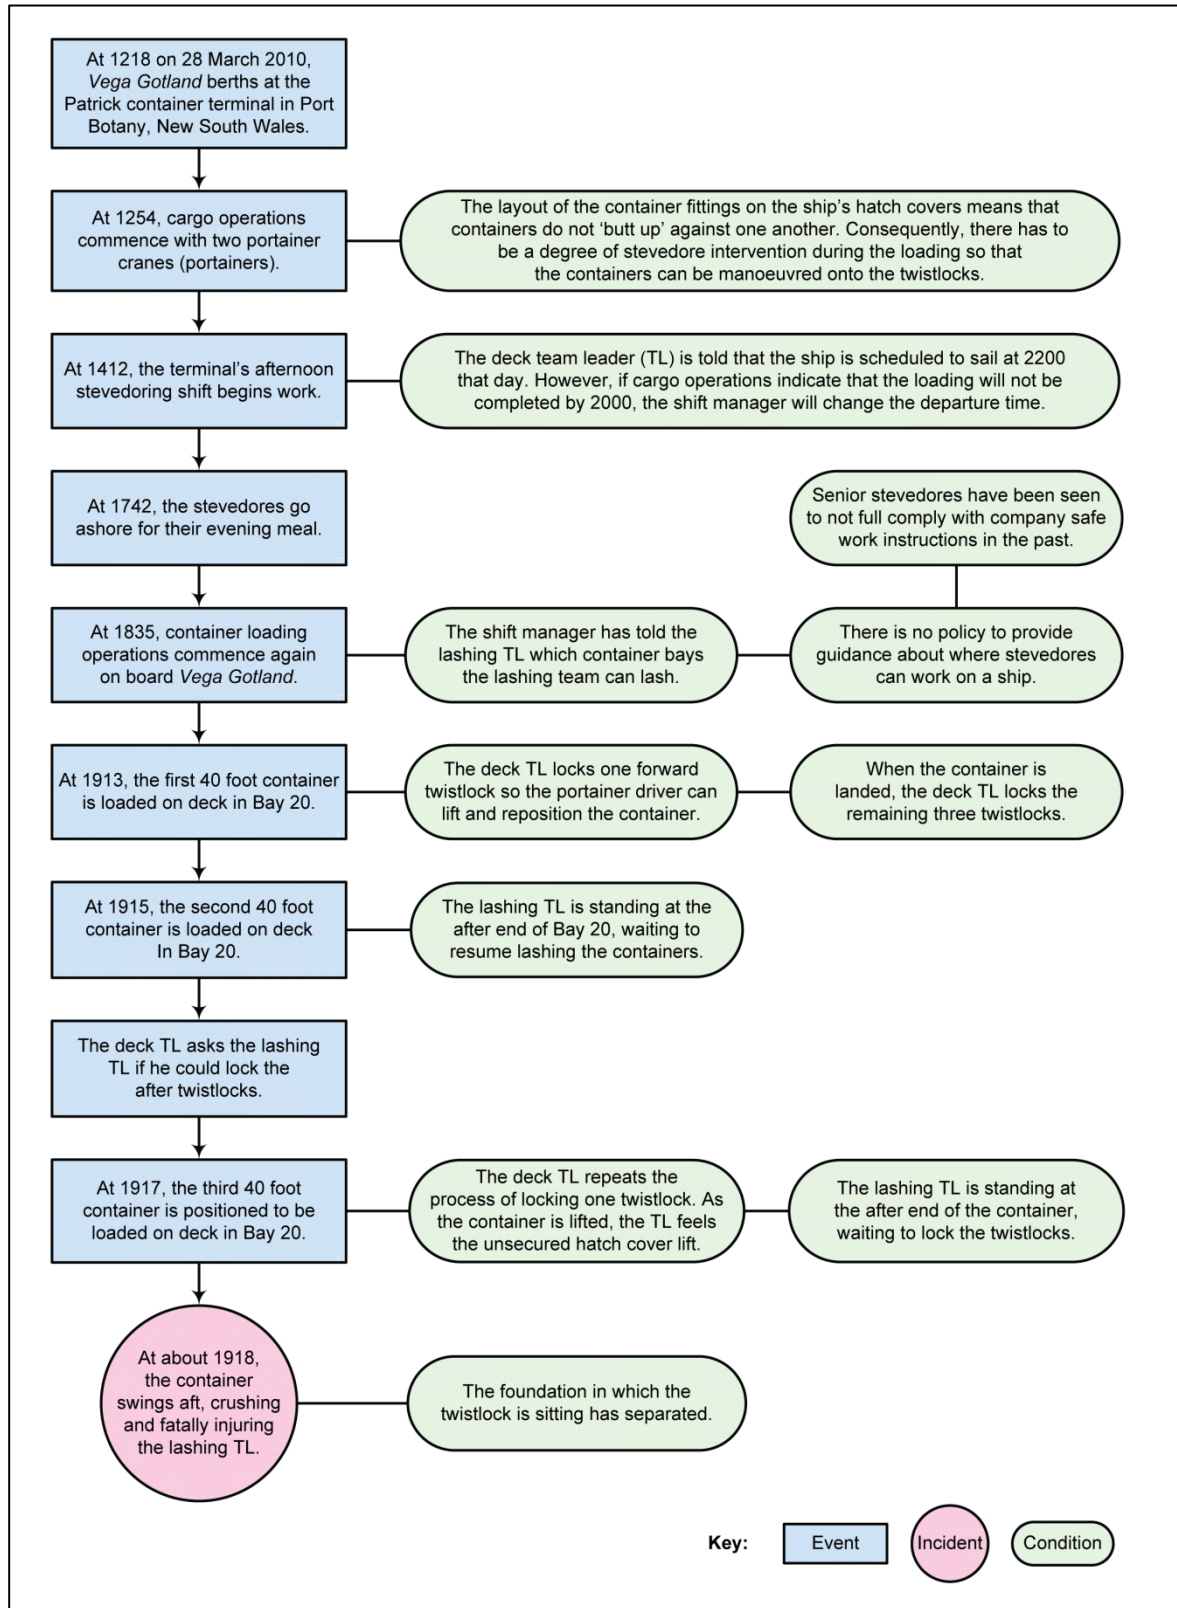 At 1218 on 28 March 2010,
Vega Gotland berths at the
Patrick container terminal in Port
Botany, New South Wales.
At 1254, cargo operations
commence with two portainer
cranes (portainers).
The layout of the container fittings on the ship's hatch covers means that
containers do not 'butt up' against one another. Consequently, there has to
be a degree of stevedore intervention during the loading so that
the containers can be manoeuvred onto the twistlocks.
At 1412, the terminal's afternoon
stevedoring shift begins work.
The deck team leader (TL) is told that the ship is scheduled to sail at 2200
that day. However, if cargo operations indicate that the loading will not be
completed by 2000, the shift manager will change the departure time.
At 1742, the stevedores go
ashore for their evening meal.
Senior stevedores have been seen
to not full comply with company safe
work instructions in the past.
At 1835, container loading
operations commence again
on board Vega Gotland.
The shift manager has told the
lashing TL which container bays
the lashing team can lash.
There is no policy to provide
guidance about where stevedores
can work on a ship.
At 1913, the first 40 foot container
is loaded on deck in Bay 20.
The deck TL locks one forward
twistlock so the portainer driver can
lift and reposition the container.
When the container is
landed, the deck TL locks the
remaining three twistlocks.
At 1915, the second 40 foot
container is loaded on deck
In Bay 20.
The lashing TL is standing at the
after end of Bay 20, waiting to
resume lashing the containers.
The deck TL asks the lashing
TL if he could lock the
after twistlocks.
At 1917, the third 40 foot
container is positioned to be
loaded on deck in Bay 20.
The deck TL repeats the
process of locking one twistlock. As
the container is lifted, the TL feels
the unsecured hatch cover lift.
The lashing TL is standing at
the after end of the container,
waiting to lock the twistlocks.
At about 1918,
the container
swings aft, crushing
and fatally injuring
the lashing TL.
The foundation in which the
twistlock is sitting has separated.
Key:
Event
Incident
Condition